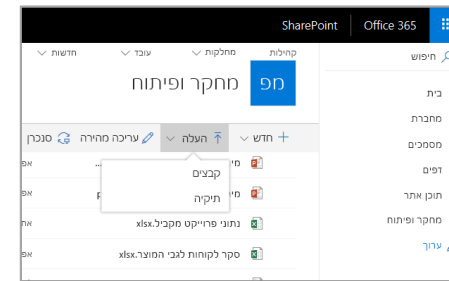 SharePoint Office 365
קהילות מחלקות עובד חדשות
חיפוש
מפ מחקר ופיתוח
בית
מחברת
מסמכים
דפים
תוכן אתר
מחקר ופיתוח
ערוך
+ חדש העלה עריכה מהירה סנכרן
קבצים
תיקיה
נתוני פרוייקט מקביל.xlsx
סקר לקוחות לגבי המוצר.xlsx